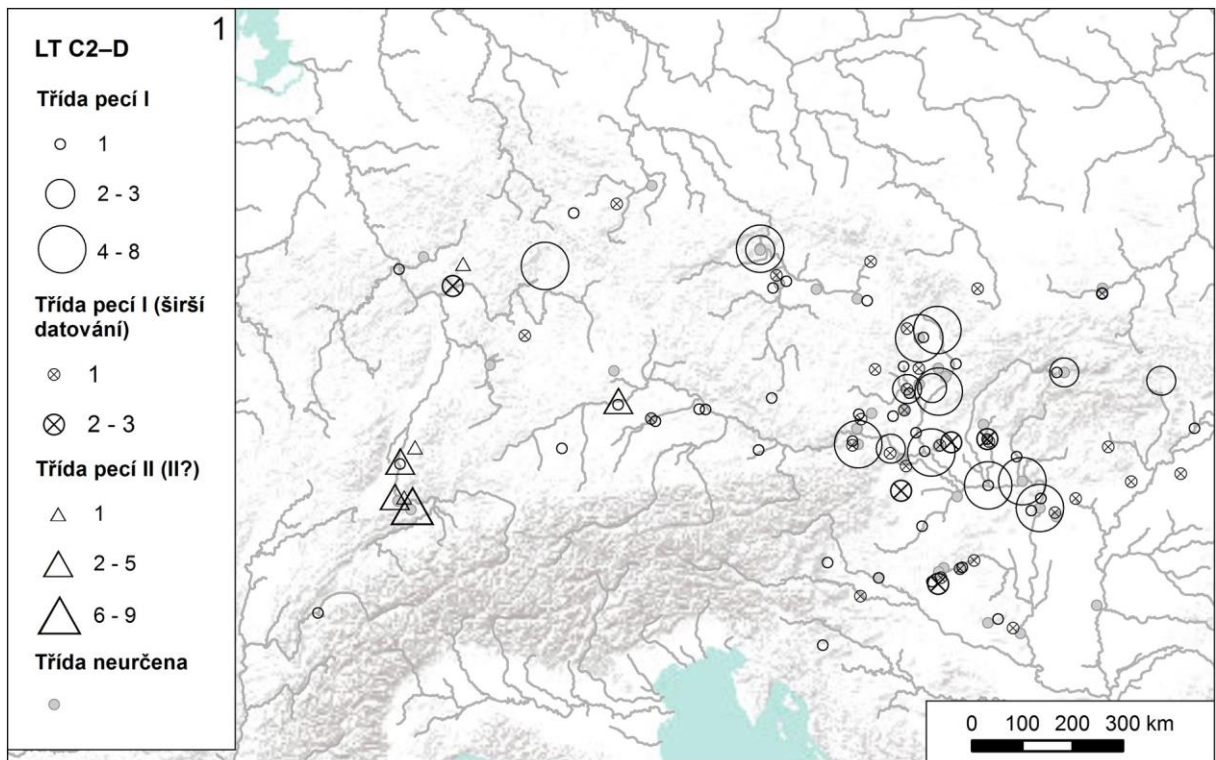 1
LT C2–D
Třída pecí I
1
2 - 3
4 - 8
Třída pecí I (širší
datování)
1
2 - 3
Třída pecí II (II?)
1
2 - 5
6 - 9
Třída neurčena
0 100 200 300 km